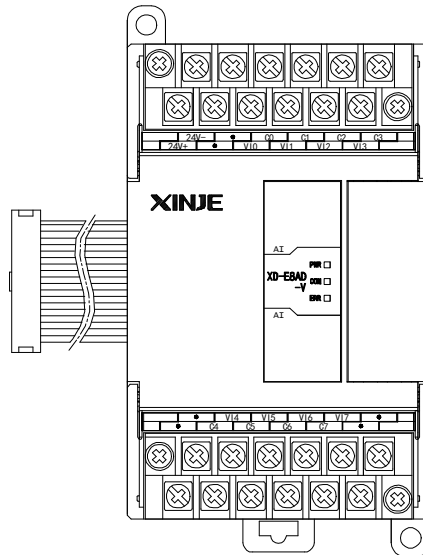 24V- • C0 C1 C2 C3
24V+ • VI0 VI1 VI2 VI3
XINJE
AI
PWR
XD-E8AD
-V
COM
ERR
AI
• VI4 VI5 VI6 VI7 •
• C4 C5 C6 C7 •